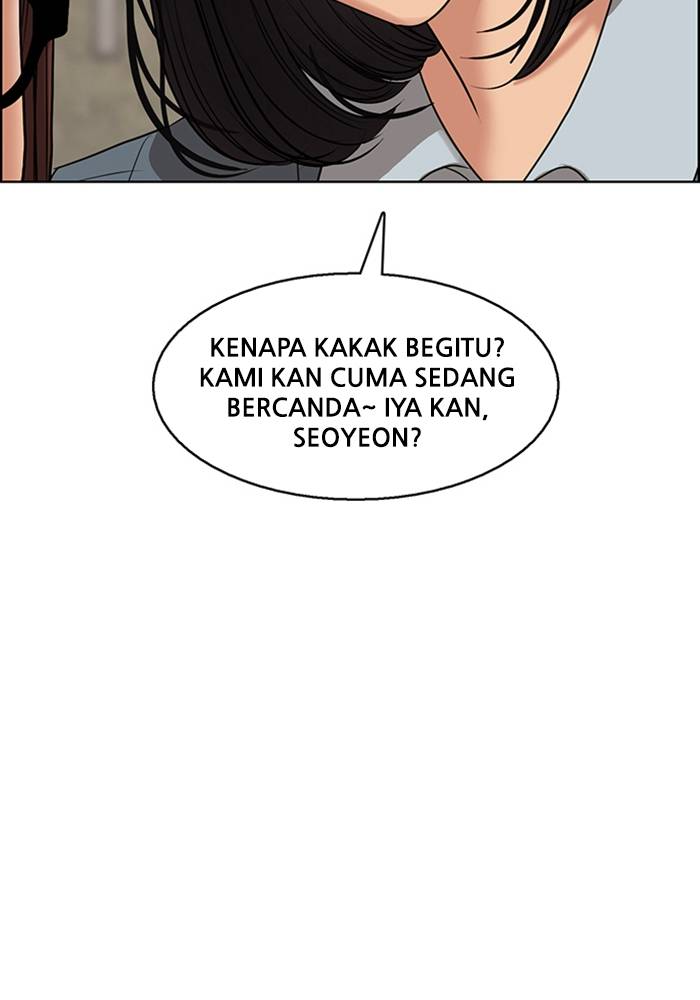 KENAPA KAKAK BEGITU?
KAMI KAN CUMA SEDANG
BERCANDA~ IYA KAN,
SEOYEON?